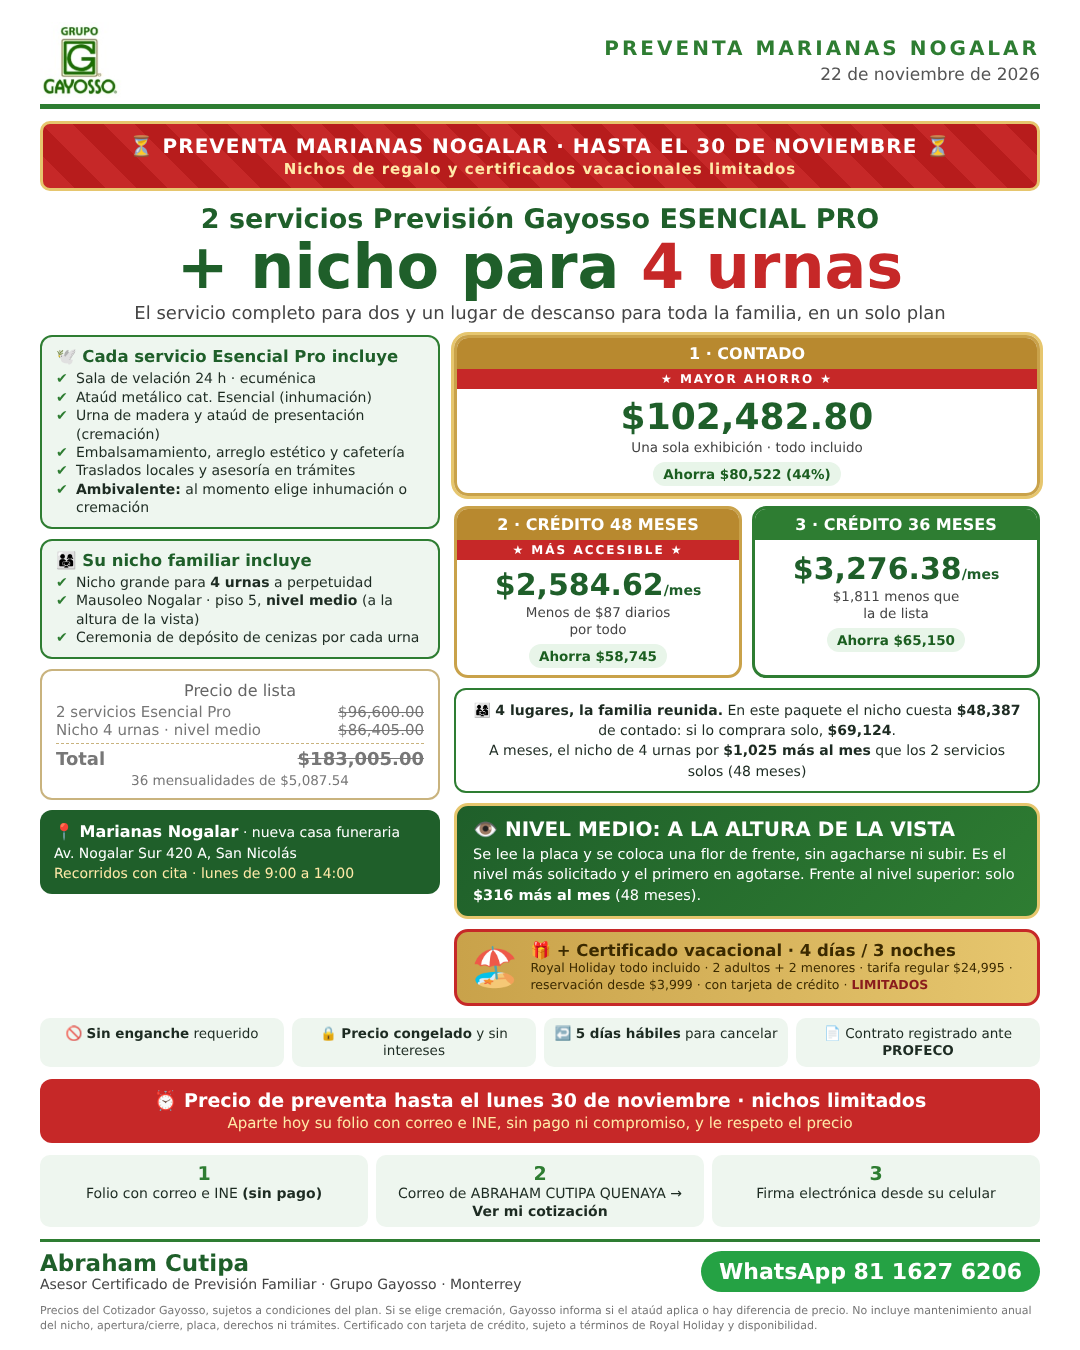 GRUPO
GAYOSSO
PREVENTA MARIANAS NOGALAR
22 de noviembre de 2026
⏳ PREVENTA MARIANAS NOGALAR · HASTA EL 30 DE NOVIEMBRE ⏳
Nichos de regalo y certificados vacacionales limitados
2 servicios Previsión Gayosso ESENCIAL PRO
+ nicho para 4 urnas
El servicio completo para dos y un lugar de descanso para toda la familia, en un solo plan
🕊️ Cada servicio Esencial Pro incluye
✔ Sala de velación 24 h · ecuménica
✔ Ataúd metálico cat. Esencial (inhumación)
✔ Urna de madera y ataúd de presentación
(cremación)
✔ Embalsamamiento, arreglo estético y cafetería
✔ Traslados locales y asesoría en trámites
✔ Ambivalente: al momento elige inhumación o
cremación
👨‍👩‍👧‍👦 Su nicho familiar incluye
✔ Nicho grande para 4 urnas a perpetuidad
✔ Mausoleo Nogalar · piso 5, nivel medio (a la
altura de la vista)
✔ Ceremonia de depósito de cenizas por cada urna
Precio de lista
2 servicios Esencial Pro $96,600.00
Nicho 4 urnas · nivel medio $86,405.00
Total $183,005.00
36 mensualidades de $5,087.54
📍 Marianas Nogalar · nueva casa funeraria
Av. Nogalar Sur 420 A, San Nicolás
Recorridos con cita · lunes de 9:00 a 14:00
1 · CONTADO
★ MAYOR AHORRO ★
$102,482.80
Una sola exhibición · todo incluido
Ahorra $80,522 (44%)
2 · CRÉDITO 48 MESES
★ MÁS ACCESIBLE ★
$2,584.62/mes
Menos de $87 diarios
por todo
Ahorra $58,745
3 · CRÉDITO 36 MESES
$3,276.38/mes
$1,811 menos que
la de lista
Ahorra $65,150
👨‍👩‍👧‍👦 4 lugares, la familia reunida. En este paquete el nicho cuesta $48,387
de contado: si lo comprara solo, $69,124.
A meses, el nicho de 4 urnas por $1,025 más al mes que los 2 servicios
solos (48 meses)
👁️ NIVEL MEDIO: A LA ALTURA DE LA VISTA
Se lee la placa y se coloca una flor de frente, sin agacharse ni subir. Es el
nivel más solicitado y el primero en agotarse. Frente al nivel superior: solo
$316 más al mes (48 meses).
🏖️ 🎁 + Certificado vacacional · 4 días / 3 noches
Royal Holiday todo incluido · 2 adultos + 2 menores · tarifa regular $24,995 ·
reservación desde $3,999 · con tarjeta de crédito · LIMITADOS
🚫 Sin enganche requerido
🔒 Precio congelado y sin
intereses
↩️ 5 días hábiles para cancelar
📄 Contrato registrado ante
PROFECO
⏰ Precio de preventa hasta el lunes 30 de noviembre · nichos limitados
Aparte hoy su folio con correo e INE, sin pago ni compromiso, y le respeto el precio
1
Folio con correo e INE (sin pago)
2
Correo de ABRAHAM CUTIPA QUENAYA →
Ver mi cotización
3
Firma electrónica desde su celular
Abraham Cutipa
Asesor Certificado de Previsión Familiar · Grupo Gayosso · Monterrey
WhatsApp 81 1627 6206
Precios del Cotizador Gayosso, sujetos a condiciones del plan. Si se elige cremación, Gayosso informa si el ataúd aplica o hay diferencia de precio. No incluye mantenimiento anual
del nicho, apertura/cierre, placa, derechos ni trámites. Certificado con tarjeta de crédito, sujeto a términos de Royal Holiday y disponibilidad.